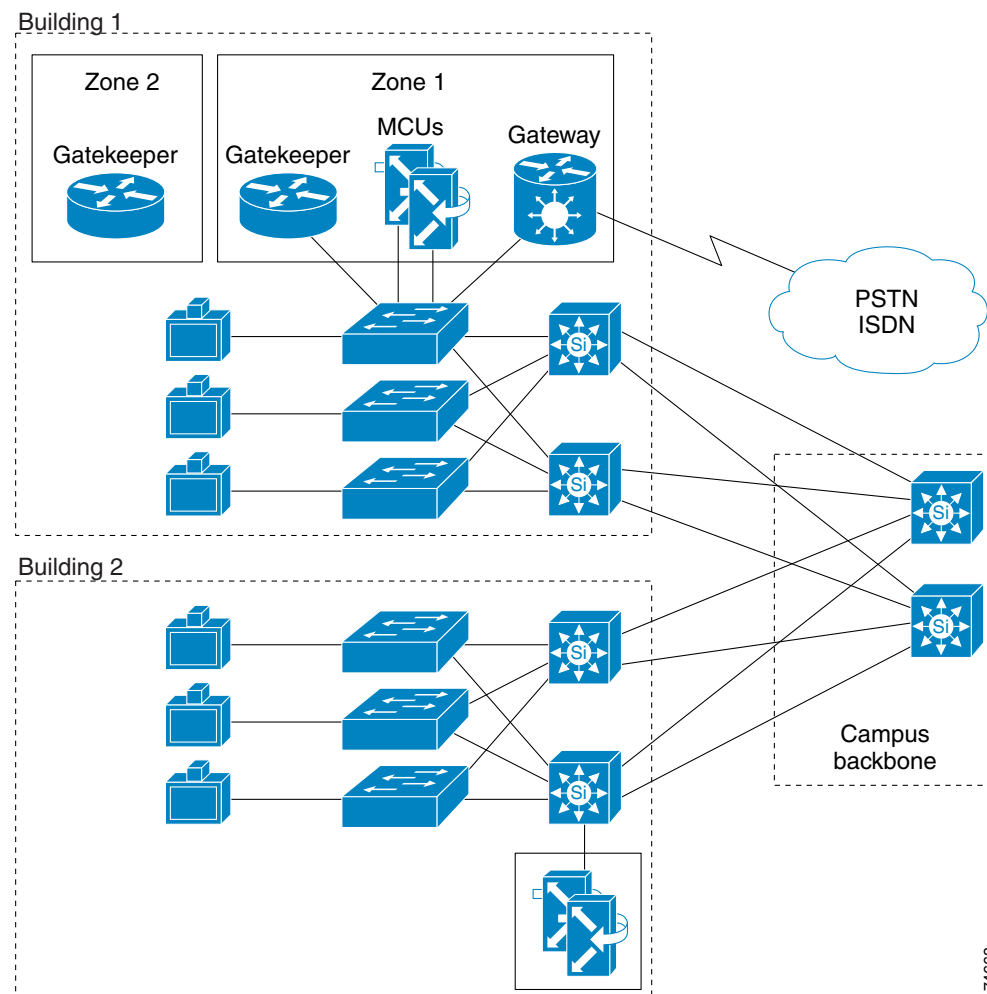 Building 1
Zone 2
Zone 1
MCUs
Gateway
Gatekeeper
Gatekeeper
PSTN
ISDN
Si
Si
Si
Si
Building 2
Si
Si
Campus
backbone